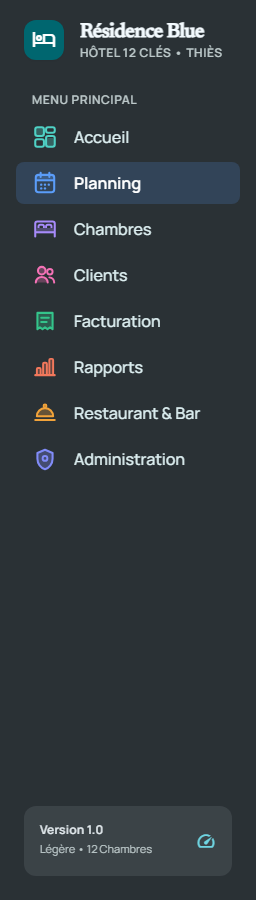 Résidence Blue
HÔTEL 12 CLÉS • THIÈS
MENU PRINCIPAL
Accueil
Planning
Chambres
Clients
Facturation
Rapports
Restaurant & Bar
Administration
Version 1.0
Légère • 12 Chambres